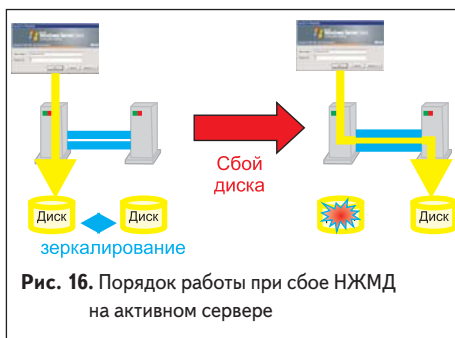 Сбой
диска
Диск
Диск
Диск
зеркалирование
Рис. 16. Порядок работы при сбое НЖМД
на активном сервере